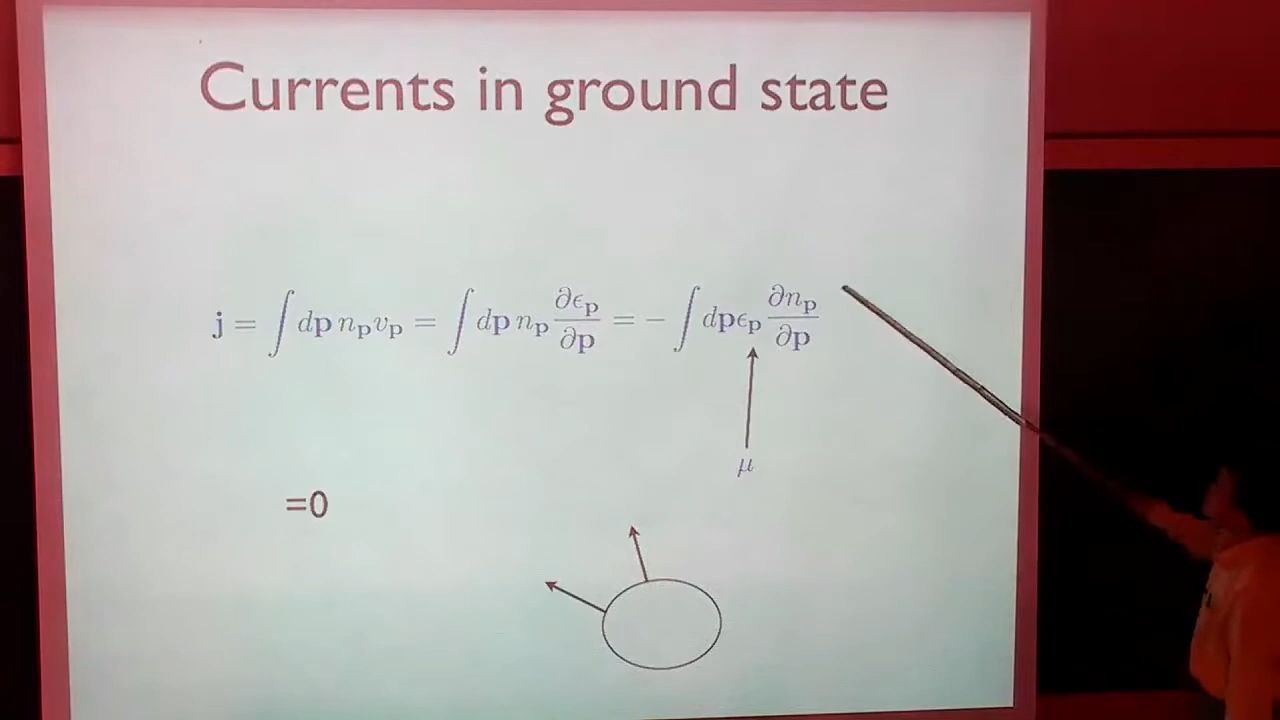 Currents in ground state
𝐣 = ∫ d𝐩 n_𝐩 v_𝐩 = ∫ d𝐩 n_𝐩 ∂ϵ_𝐩/∂𝐩 = − ∫ d𝐩 ϵ_𝐩 ∂n_𝐩/∂𝐩
μ
=0